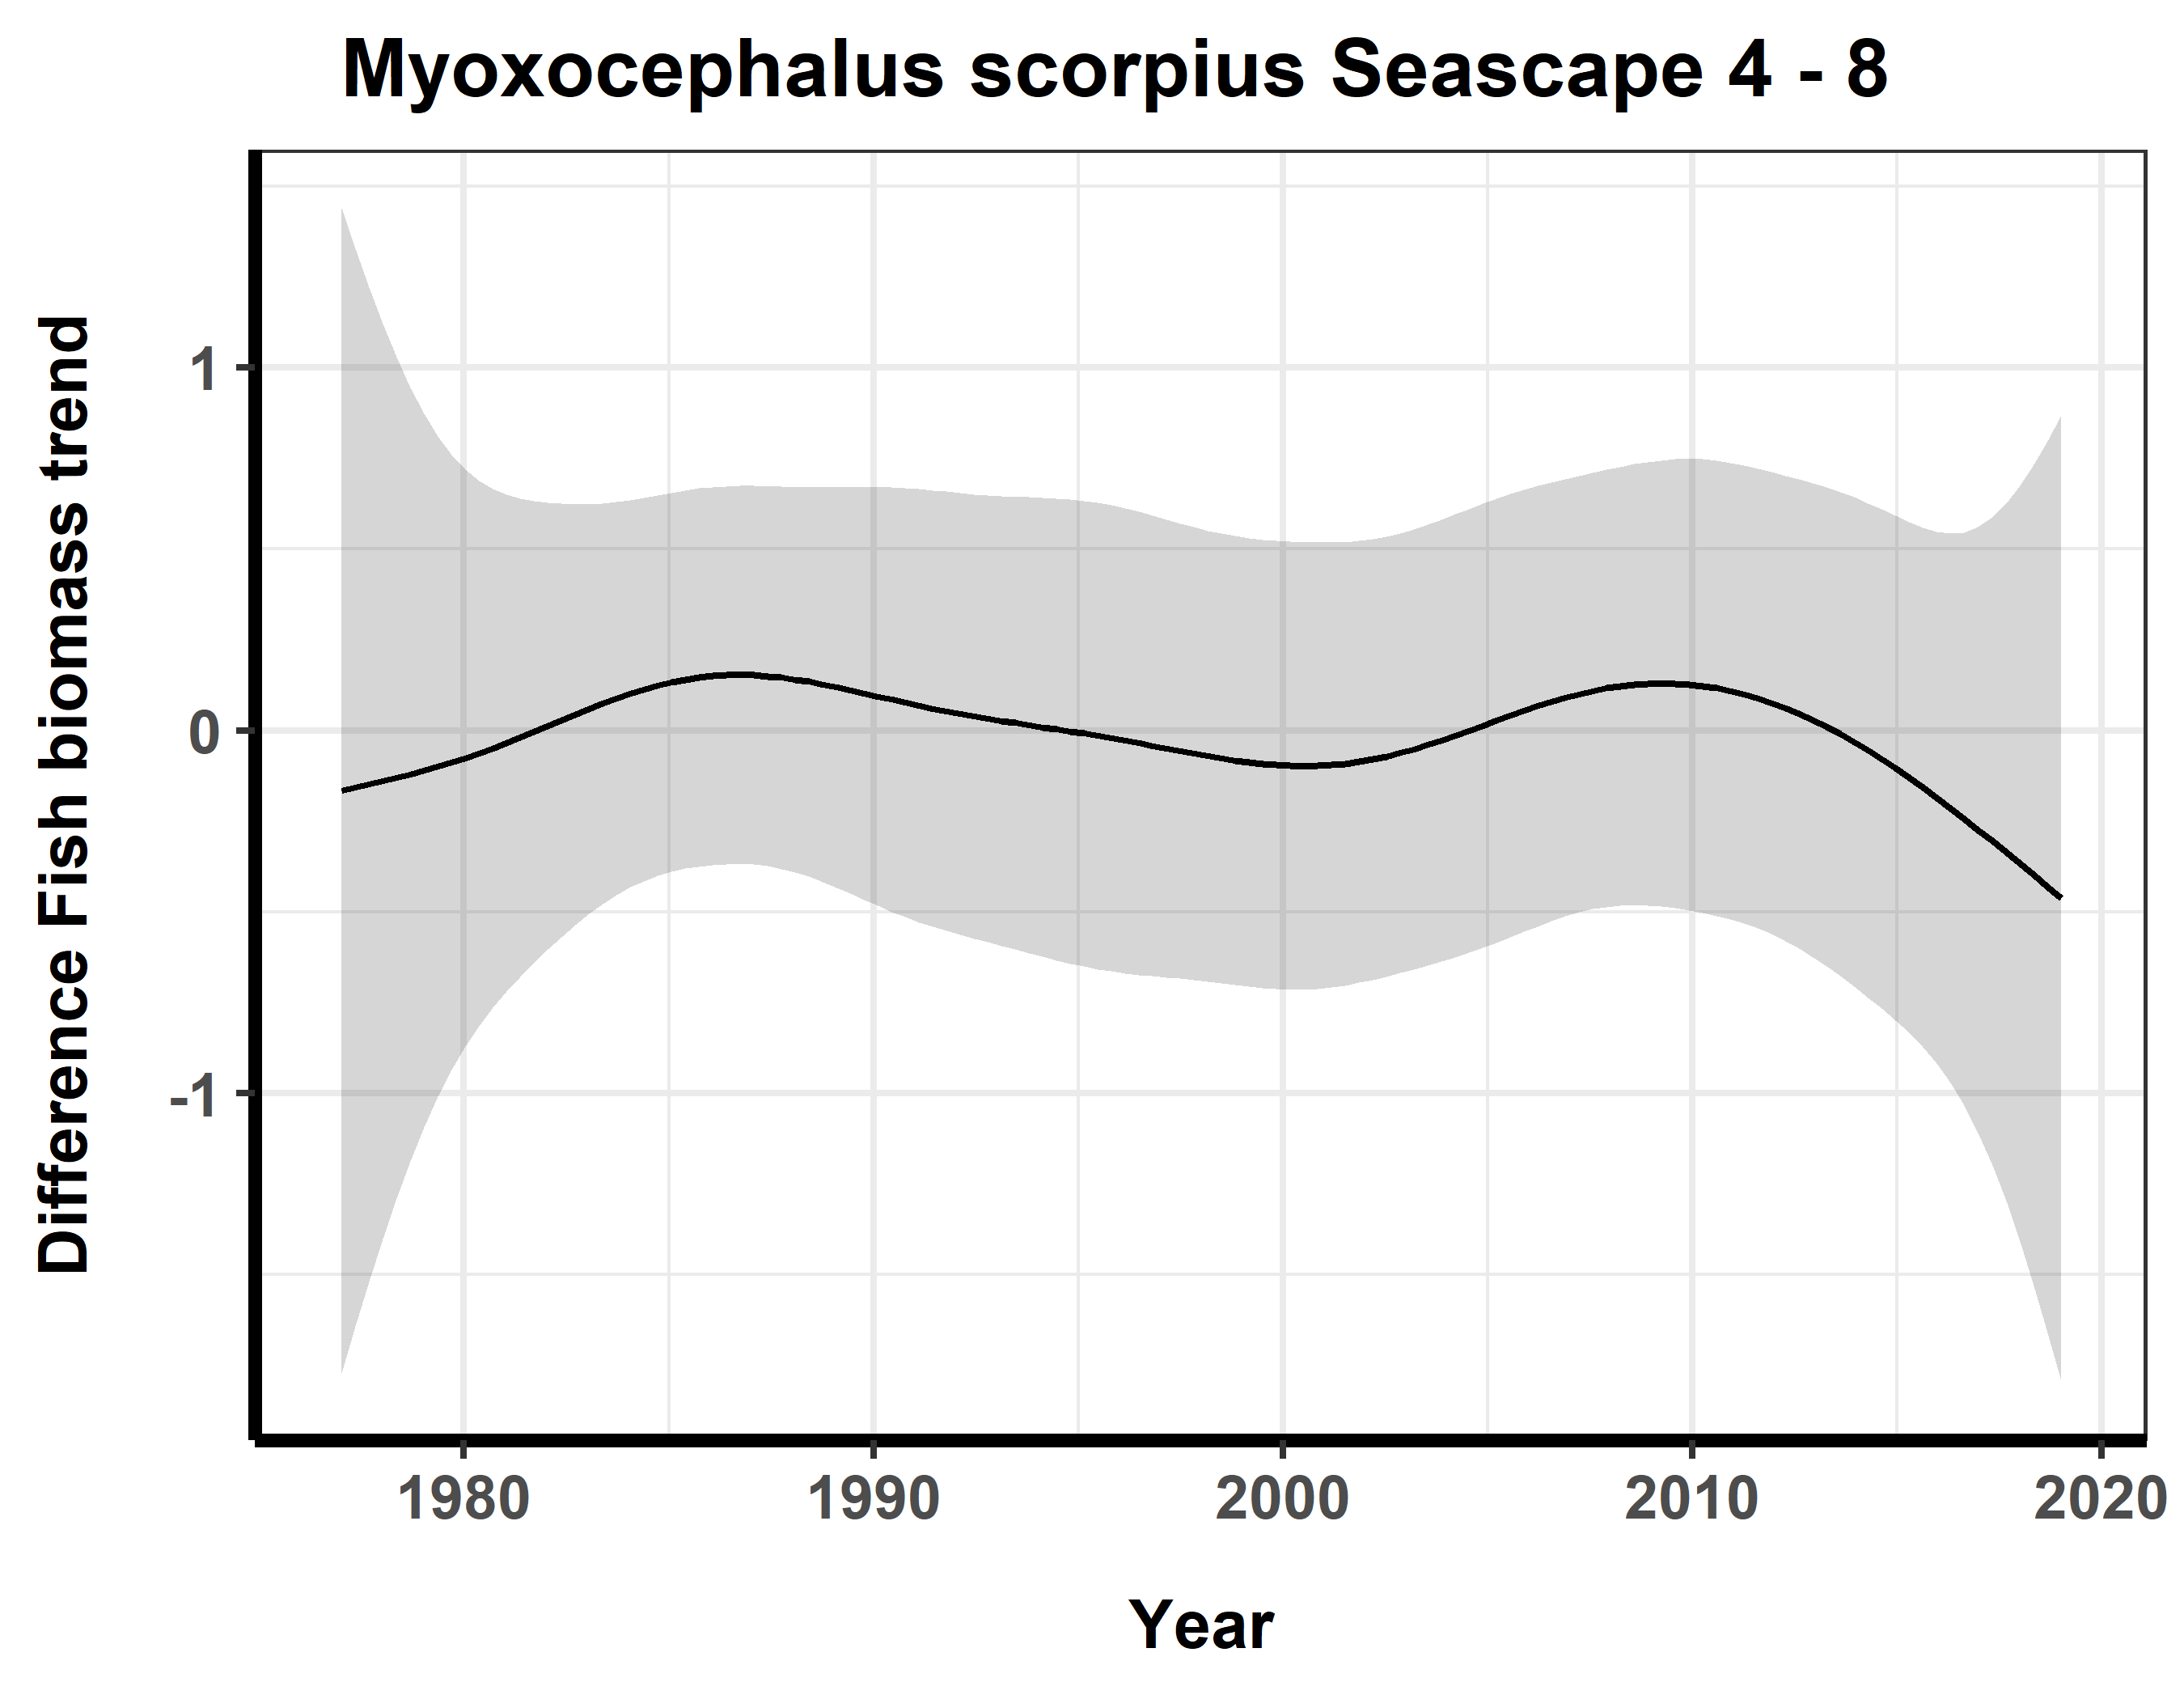 Myoxocephalus scorpius Seascape 4 - 8
Difference Fish biomass trend
1
0
-1
1980 1990 2000 2010 2020
Year